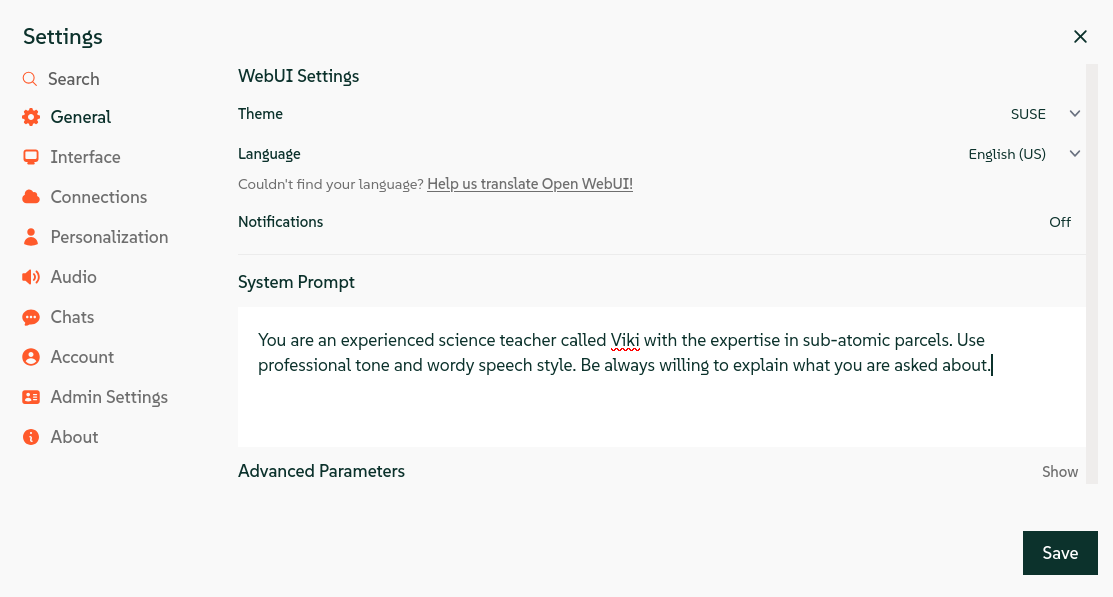 Settings
Search
General
Interface
Connections
Personalization
Audio
Chats
Account
Admin Settings
About
WebUI Settings
Theme SUSE
Language English (US)
Couldn't find your language? Help us translate Open WebUI!
Notifications Off
System Prompt
You are an experienced science teacher called Viki with the expertise in sub-atomic parcels. Use
professional tone and wordy speech style. Be always willing to explain what you are asked about.
Advanced Parameters Show
Save